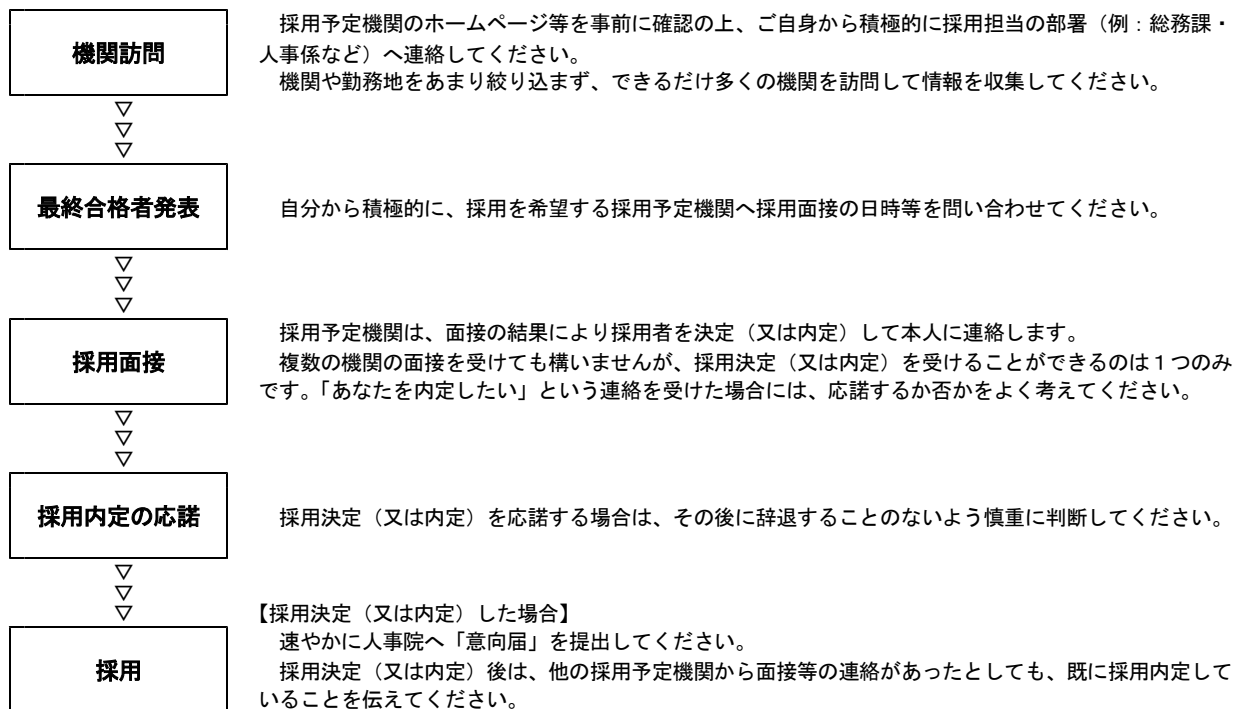 機関訪問
　採用予定機関のホームページ等を事前に確認の上、ご自身から積極的に採用担当の部署（例：総務課・
人事係など）へ連絡してください。
　機関や勤務地をあまり絞り込まず、できるだけ多くの機関を訪問して情報を収集してください。
▽
▽
▽
最終合格者発表
　自分から積極的に、採用を希望する採用予定機関へ採用面接の日時等を問い合わせてください。
▽
▽
▽
採用面接
　採用予定機関は、面接の結果により採用者を決定（又は内定）して本人に連絡します。
　複数の機関の面接を受けても構いませんが、採用決定（又は内定）を受けることができるのは１つのみ
です。「あなたを内定したい」という連絡を受けた場合には、応諾するか否かをよく考えてください。
▽
▽
▽
採用内定の応諾
　採用決定（又は内定）を応諾する場合は、その後に辞退することのないよう慎重に判断してください。
▽
▽
▽
採用
【採用決定（又は内定）した場合】
　速やかに人事院へ「意向届」を提出してください。
　採用決定（又は内定）後は、他の採用予定機関から面接等の連絡があったとしても、既に採用内定して
いることを伝えてください。